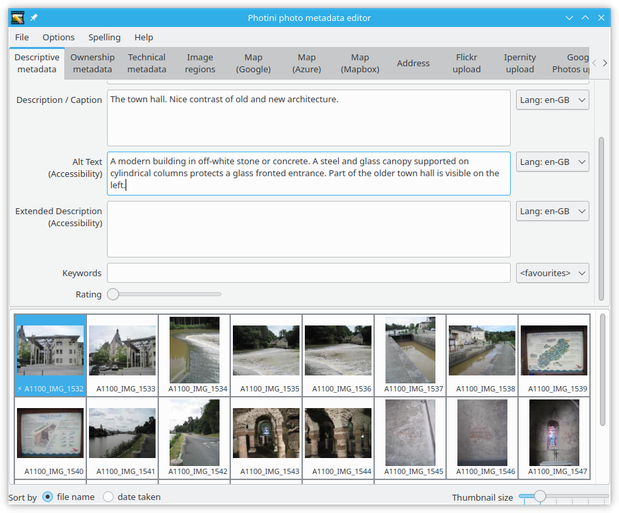 Photini photo metadata editor
File Options Spelling Help
Descriptive metadata
Ownership metadata
Technical metadata
Image regions
Map (Google)
Map (Azure)
Map (Mapbox)
Address
Flickr upload
Ipernity upload
Goog
Photos up
Description / Caption
The town hall. Nice contrast of old and new architecture.
Lang: en-GB
Alt Text
(Accessibility)
A modern building in off-white stone or concrete. A steel and glass canopy supported on
cylindrical columns protects a glass fronted entrance. Part of the older town hall is visible on the
left.
Lang: en-GB
Extended Description
(Accessibility)
Lang: en-GB
Keywords
<favourites>
Rating
A1100_IMG_1532 A1100_IMG_1533 A1100_IMG_1534 A1100_IMG_1535 A1100_IMG_1536 A1100_IMG_1537 A1100_IMG_1538 A1100_IMG_1539
A1100_IMG_1540 A1100_IMG_1541 A1100_IMG_1542 A1100_IMG_1543 A1100_IMG_1544 A1100_IMG_1545 A1100_IMG_1546 A1100_IMG_1547
Sort by file name date taken Thumbnail size